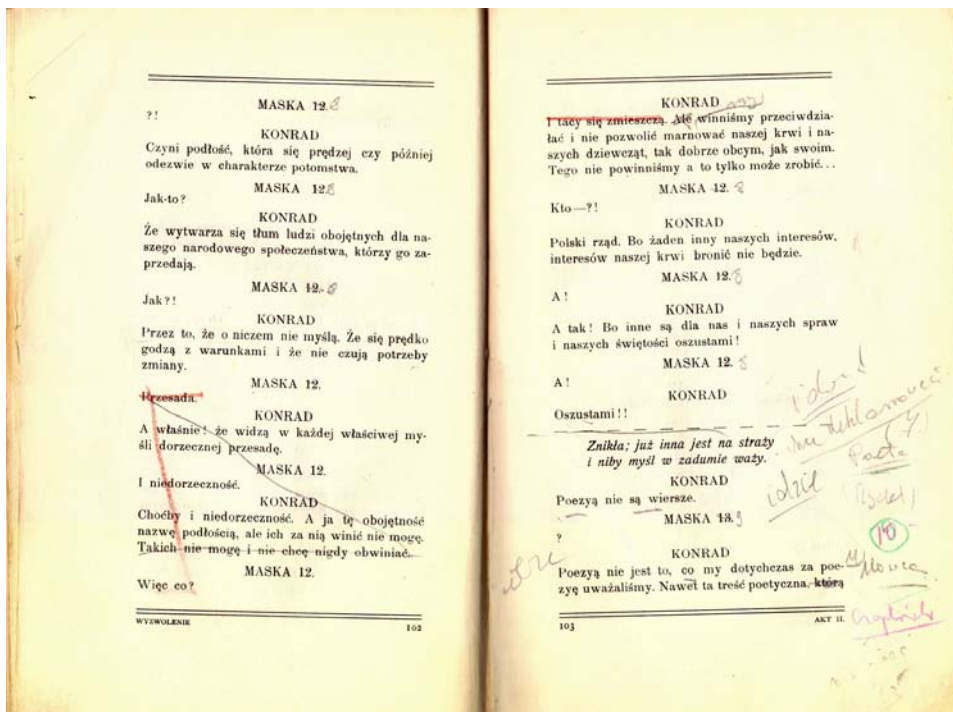 MASKA 12. 8
?!
KONRAD
Czyni podłość, która się prędzej czy później
odezwie w charakterze potomstwa.
MASKA 12. 8
Jak-to?
KONRAD
Że wytwarza się tłum ludzi obojętnych dla na-
szego narodowego społeczeństwa, którzy go za-
przedają.
MASKA 12. 8
Jak?!
KONRAD
Przez to, że o niczem nie myślą. Że się prędko
godzą z warunkami i że nie czują potrzeby
zmiany.
MASKA 12.
Przesada.
KONRAD
A właśnie! że widzą w każdej właściwej my-
śli dorzecznej przesadę.
MASKA 12.
I niedorzeczność.
KONRAD
Choćby i niedorzeczność. A ja tę obojętność
nazwę podłością, ale ich za nią winić nie mogę.
Takich nie mogę i nie chcę nigdy obwiniać.
MASKA 12.
Więc co?
WYZWOLENIE
102
KONRAD
I tacy się zmieszczą. Ale winniśmy przeciwdzia-
łać i nie pozwolić marnować naszej krwi i na-
szych dziewcząt, tak dobrze obcym, jak swoim.
Tego nie powinniśmy a to tylko może zrobić...
MASKA 12. 8
Kto—?!
KONRAD
Polski rząd. Bo żaden inny naszych interesów,
interesów naszej krwi bronić nie będzie.
MASKA 12. 8
A!
KONRAD
A tak! Bo inne są dla nas i naszych spraw
i naszych świętości oszustami!
MASKA 12. 8
A!
KONRAD
Oszustami!!
Znikła; już inna jest na straży
i niby myśl w zadumie waży.
KONRAD
Poezyą nie są wiersze.
idzie
MASKA 13. 9
?
10
KONRAD
Poezyą nie jest to, co my dotychczas za poe-
zyę uważaliśmy. Nawet ta treść poetyczna, którą
103
AKT II.